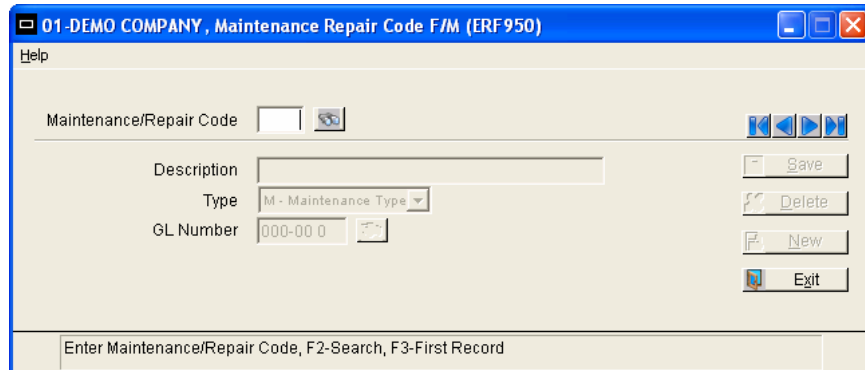 01-DEMO COMPANY, Maintenance Repair Code F/M (ERF950)
Help
Maintenance/Repair Code
Description
Save
Type M - Maintenance Type
Delete
GL Number 000-00 0
New
Exit
Enter Maintenance/Repair Code, F2-Search, F3-First Record